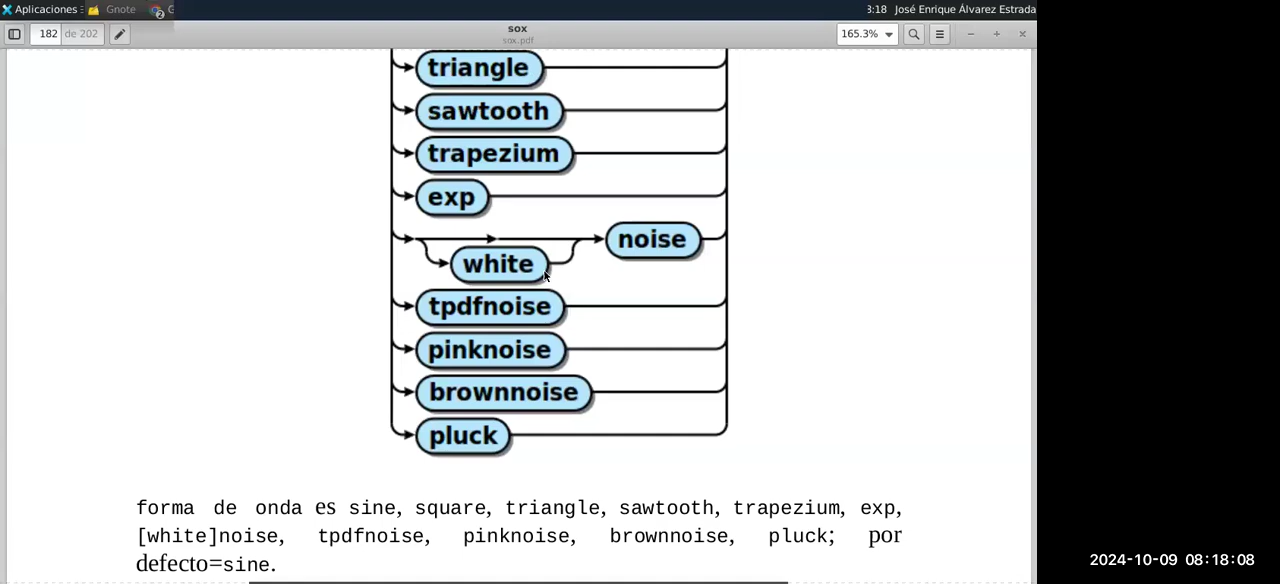 Aplicaciones Gnote G 3:18 José Enrique Álvarez Estrada
182 de 202 sox 165.3%
sox.pdf
triangle
sawtooth
trapezium
exp
noise
white
tpdfnoise
pinknoise
brownnoise
pluck
forma de onda es sine, square, triangle, sawtooth, trapezium, exp,
[white]noise, tpdfnoise, pinknoise, brownnoise, pluck; por
defecto=sine.
2024-10-09 08:18:08